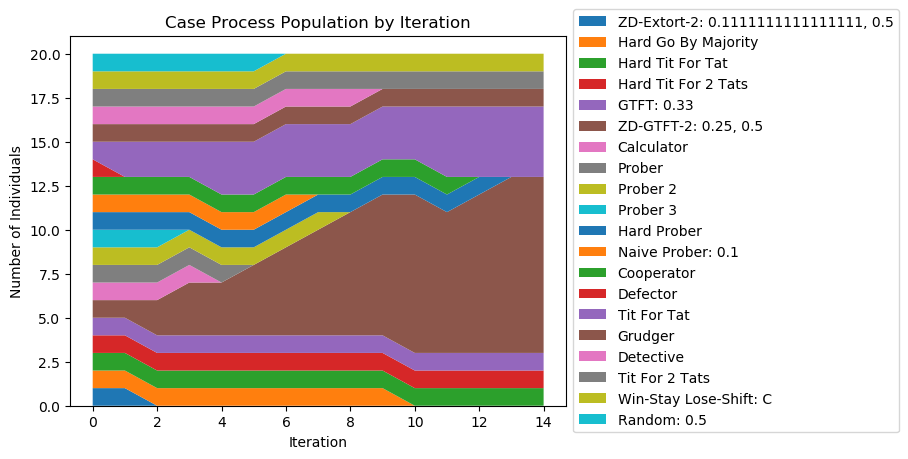 Case Process Population by Iteration
20.0
17.5
15.0
12.5
10.0
7.5
5.0
2.5
0.0
Number of Individuals
0 2 4 6 8 10 12 14
Iteration
ZD-Extort-2: 0.1111111111111111, 0.5
Hard Go By Majority
Hard Tit For Tat
Hard Tit For 2 Tats
GTFT: 0.33
ZD-GTFT-2: 0.25, 0.5
Calculator
Prober
Prober 2
Prober 3
Hard Prober
Naive Prober: 0.1
Cooperator
Defector
Tit For Tat
Grudger
Detective
Tit For 2 Tats
Win-Stay Lose-Shift: C
Random: 0.5